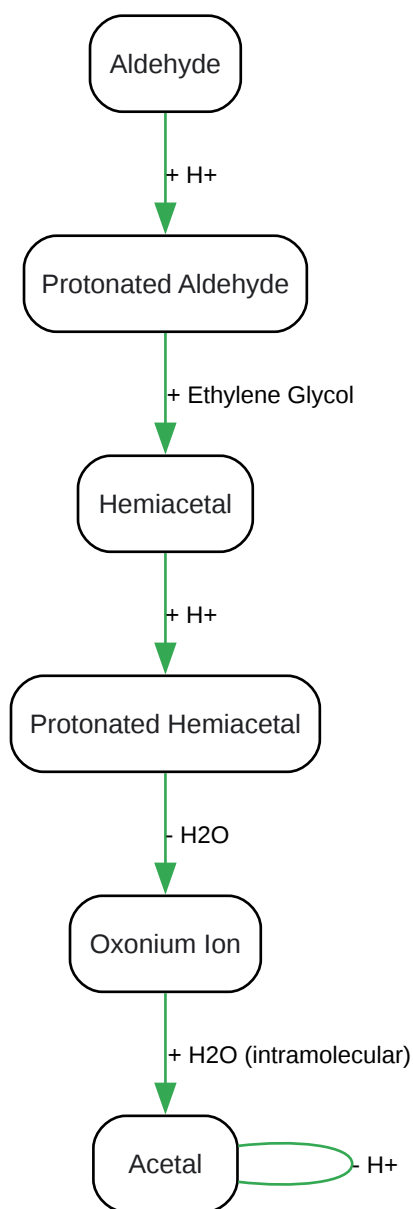 Aldehyde
+ H+
Protonated Aldehyde
+ Ethylene Glycol
Hemiacetal
+ H+
Protonated Hemiacetal
- H2O
Oxonium Ion
+ H2O (intramolecular)
Acetal
- H+